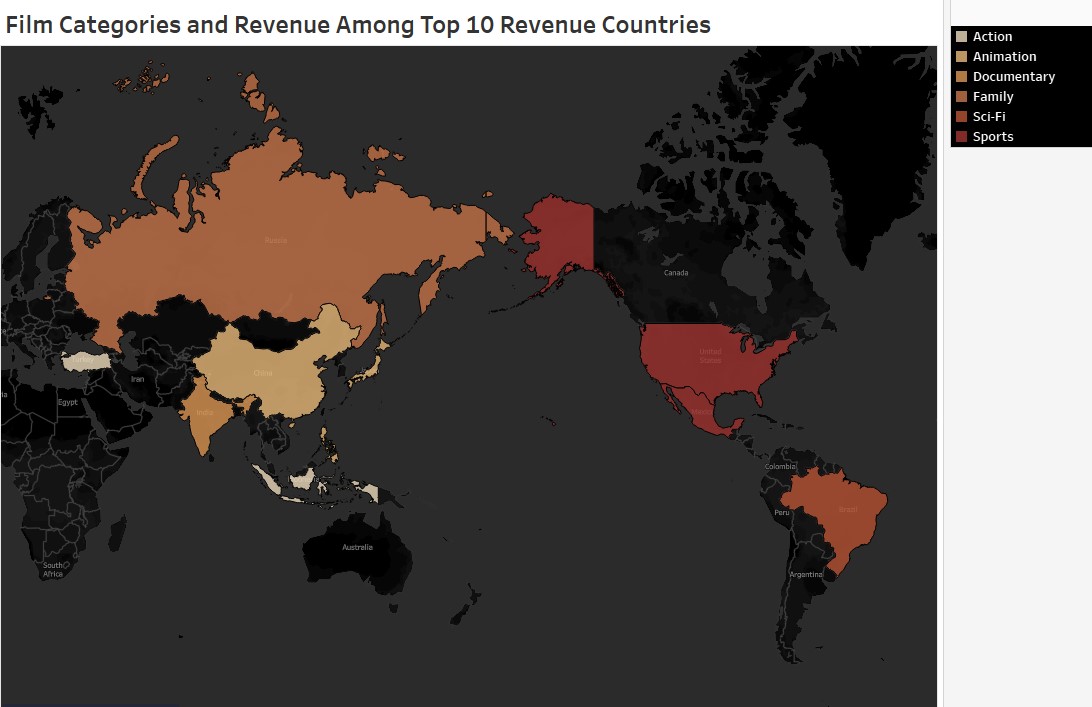 Film Categories and Revenue Among Top 10 Revenue Countries
Action
Animation
Documentary
Family
Sci-Fi
Sports
Russia
Canada
United
States
Turkey
China
Iran
Egypt
India
Mexico
Colombia
Brazil
Peru
Australia
South
Africa
Argentina